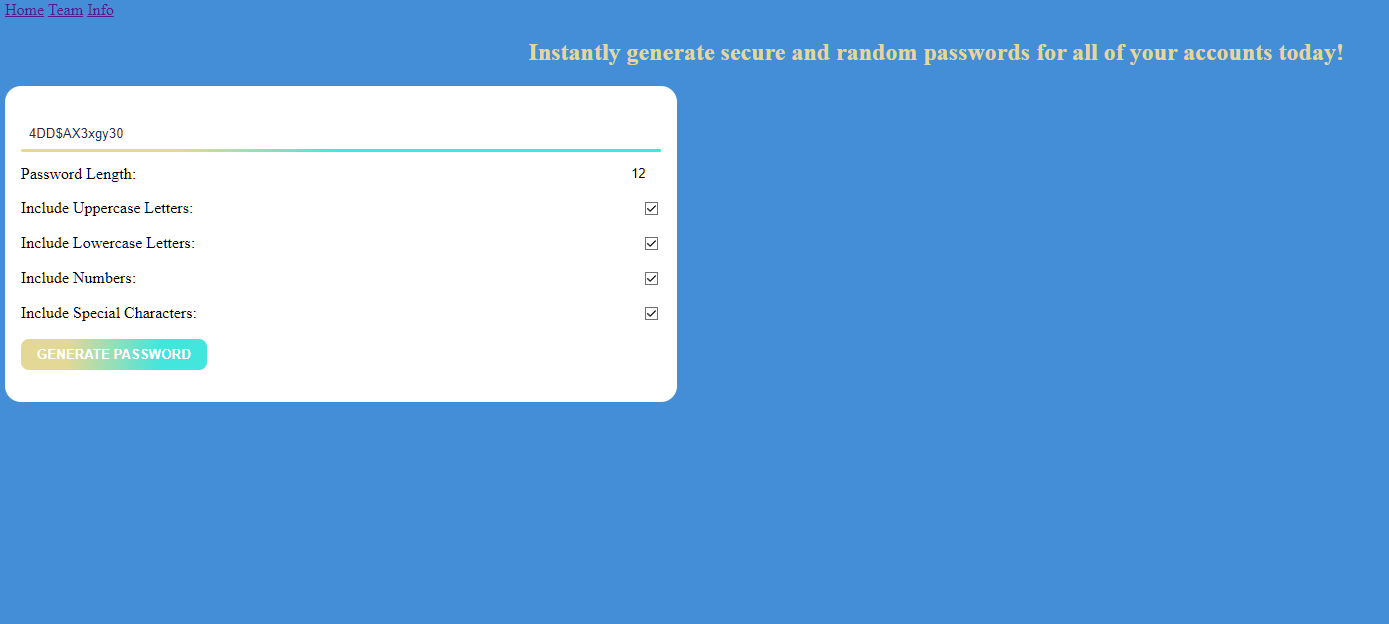 Home Team Info
Instantly generate secure and random passwords for all of your accounts today!
4DD$AX3xgy30
Password Length: 12
Include Uppercase Letters:
Include Lowercase Letters:
Include Numbers:
Include Special Characters:
GENERATE PASSWORD